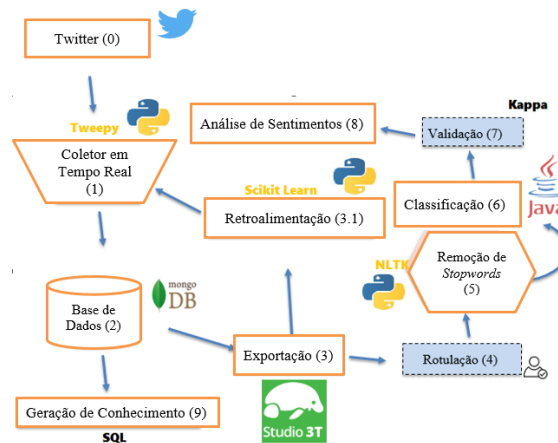 Twitter (0)
Kappa
Tweepy
Análise de Sentimentos (8)
Validação (7)
Coletor em
Tempo Real
(1)
Scikit Learn
Retroalimentação (3.1)
Classificação (6)
Java
NLTK
Remoção de
Stopwords
(5)
Base de
Dados (2)
mongo
DB
Exportação (3)
Rotulação (4)
Geração de Conhecimento (9)
SQL
Studio 3T